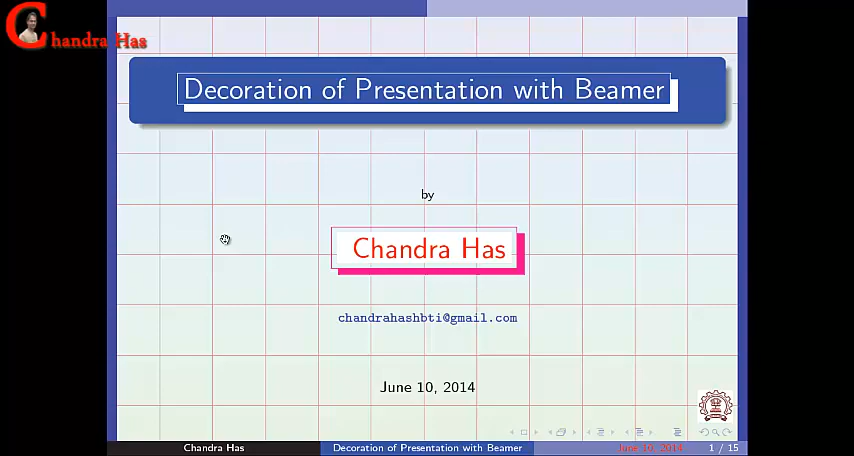 Chandra Has
Decoration of Presentation with Beamer
by
Chandra Has
chandrahashbti@gmail.com
June 10, 2014
Chandra Has
Decoration of Presentation with Beamer
June 10, 2014
1 / 15